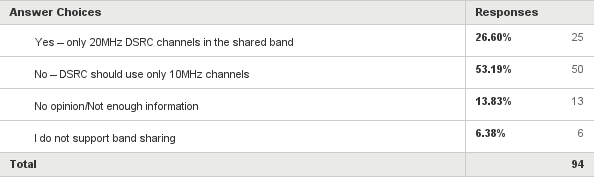 Answer Choices Responses
Yes – only 20MHz DSRC channels in the shared band 26.60% 25
No – DSRC should use only 10MHz channels 53.19% 50
No opinion/Not enough information 13.83% 13
I do not support band sharing 6.38% 6
Total 94